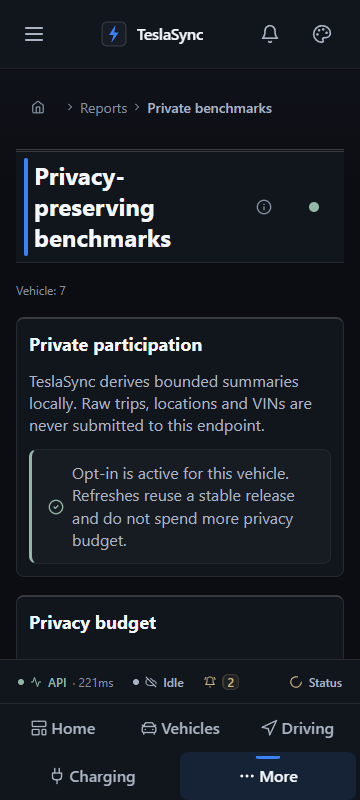 TeslaSync
Reports Private benchmarks
Privacy-
preserving
benchmarks
Vehicle: 7
Private participation
TeslaSync derives bounded summaries
locally. Raw trips, locations and VINs are
never submitted to this endpoint.
Opt-in is active for this vehicle.
Refreshes reuse a stable release
and do not spend more privacy
budget.
Privacy budget
API · 221ms Idle 2 Status
Home Vehicles Driving
Charging More